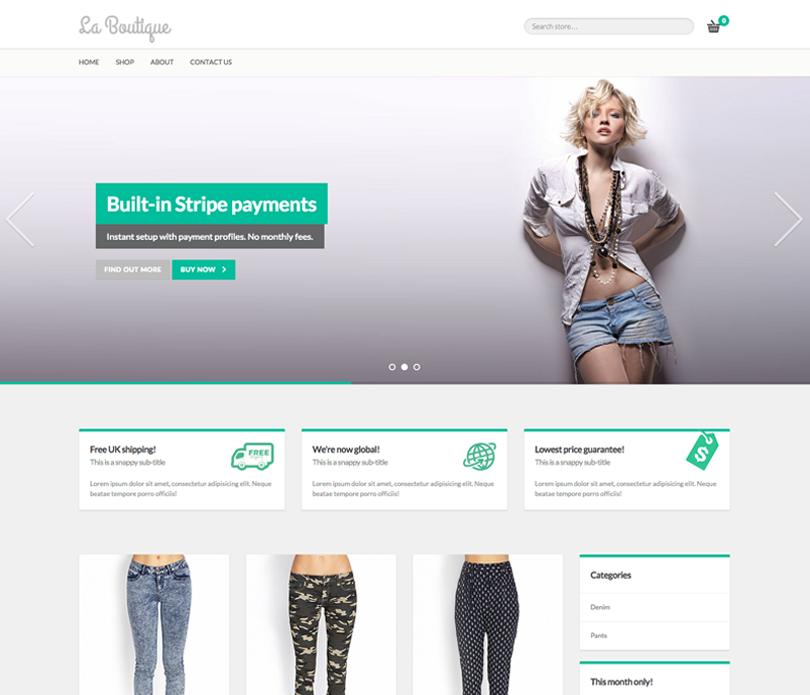 La Boutique
Search store...
0
HOME SHOP ABOUT CONTACT US
Built-in Stripe payments
Instant setup with payment profiles. No monthly fees.
FIND OUT MORE
BUY NOW
Free UK shipping!
This is a snappy sub-title
FREE
Lorem ipsum dolor sit amet, consectetur adipisicing elit. Neque
beatae tempore porro officiis!
We're now global!
This is a snappy sub-title
Lorem ipsum dolor sit amet, consectetur adipisicing elit. Neque
beatae tempore porro officiis!
Lowest price guarantee!
This is a snappy sub-title
$
Lorem ipsum dolor sit amet, consectetur adipisicing elit. Neque
beatae tempore porro officiis!
Categories
Denim
Pants
This month only!